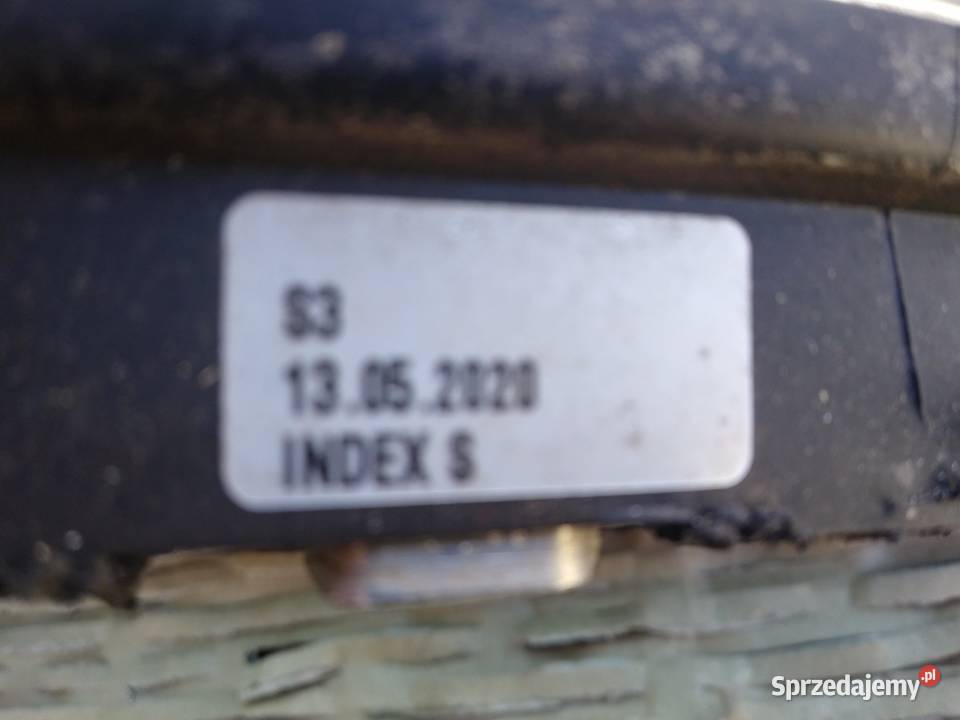 S3
13.05.2020
INDEX S
Sprzedajemy.pl